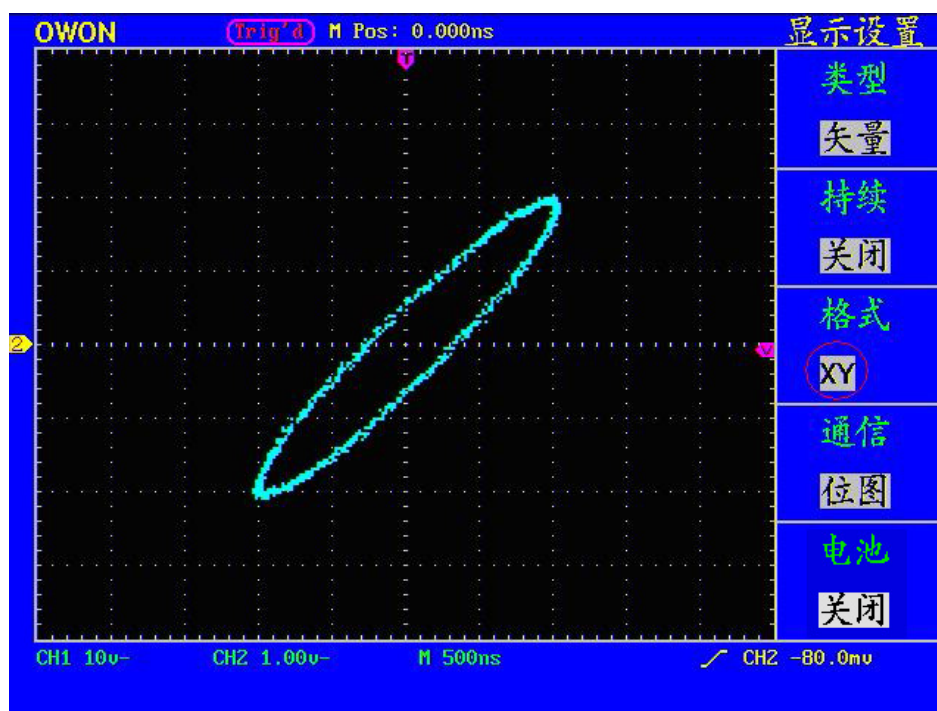 OWON Trig'd M Pos: 0.000ns 显示设置
T
类型
矢量
持续
关闭
格式
2
V
XY
通信
位图
电池
关闭
CH1 10v- CH2 1.00v- M 500ns CH2 -80.0mv